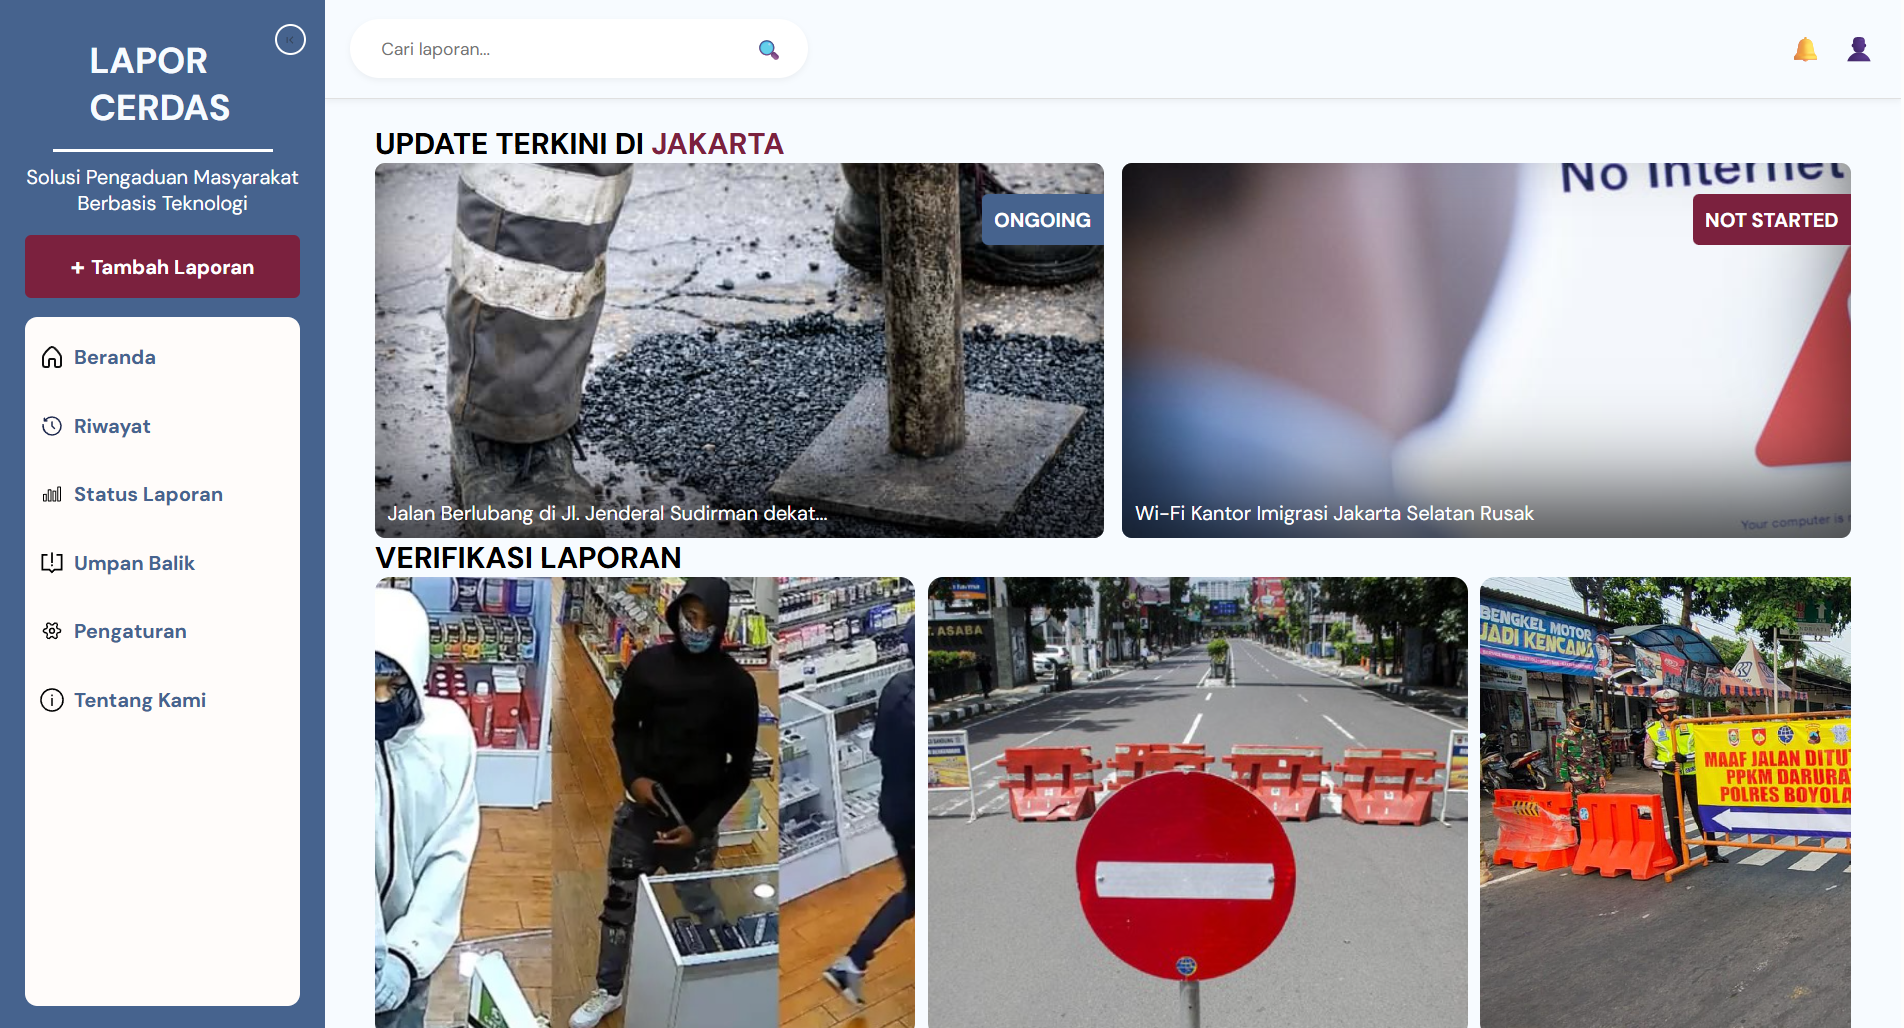 LAPOR
CERDAS
Solusi Pengaduan Masyarakat
Berbasis Teknologi
+ Tambah Laporan
Beranda
Riwayat
Status Laporan
Umpan Balik
Pengaturan
Tentang Kami
Cari laporan...
UPDATE TERKINI DI JAKARTA
ONGOING
Jalan Berlubang di Jl. Jenderal Sudirman dekat...
No Internet
NOT STARTED
Wi-Fi Kantor Imigrasi Jakarta Selatan Rusak
Your computer is
VERIFIKASI LAPORAN
ASABA
BENGKEL MOTOR
JADI KENCANA
MAAF JALAN DITU
PPKM DARURA
POLRES BOYOLA